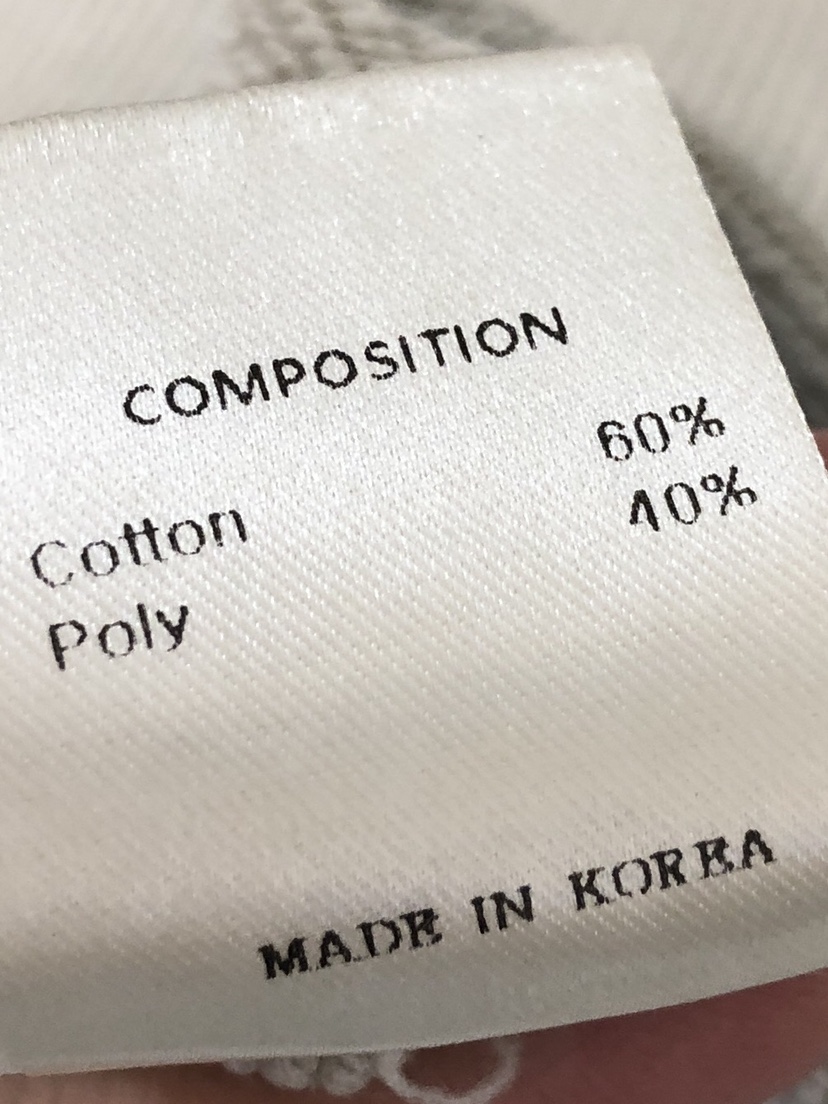 COMPOSITION
Cotton 60%
Poly 40%
MADE IN KOREA